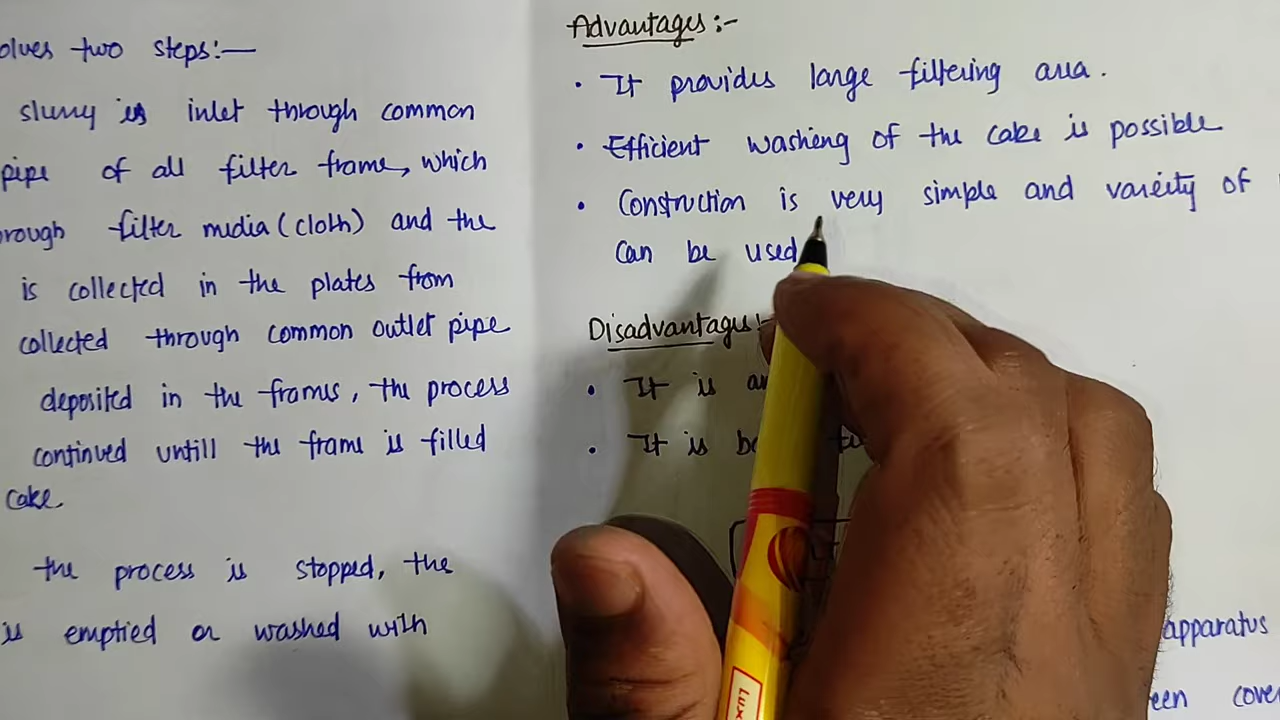 olves two steps:—
slurry is inlet through common
pipe of all filter frame, which
rough filter media (cloth) and the
is collected in the plates from
collected through common outlet pipe
deposited in the frames, the process
continued untill the frame is filled
cake.
the process is stopped, the
is emptied or washed with
Advantages:-
• It provides large filtering area.
• Efficient washing of the cake is possible
• Construction is very simple and vareity of
can be used
Disadvantages:-
• It is
• It is
apparatus
een cove
Lux